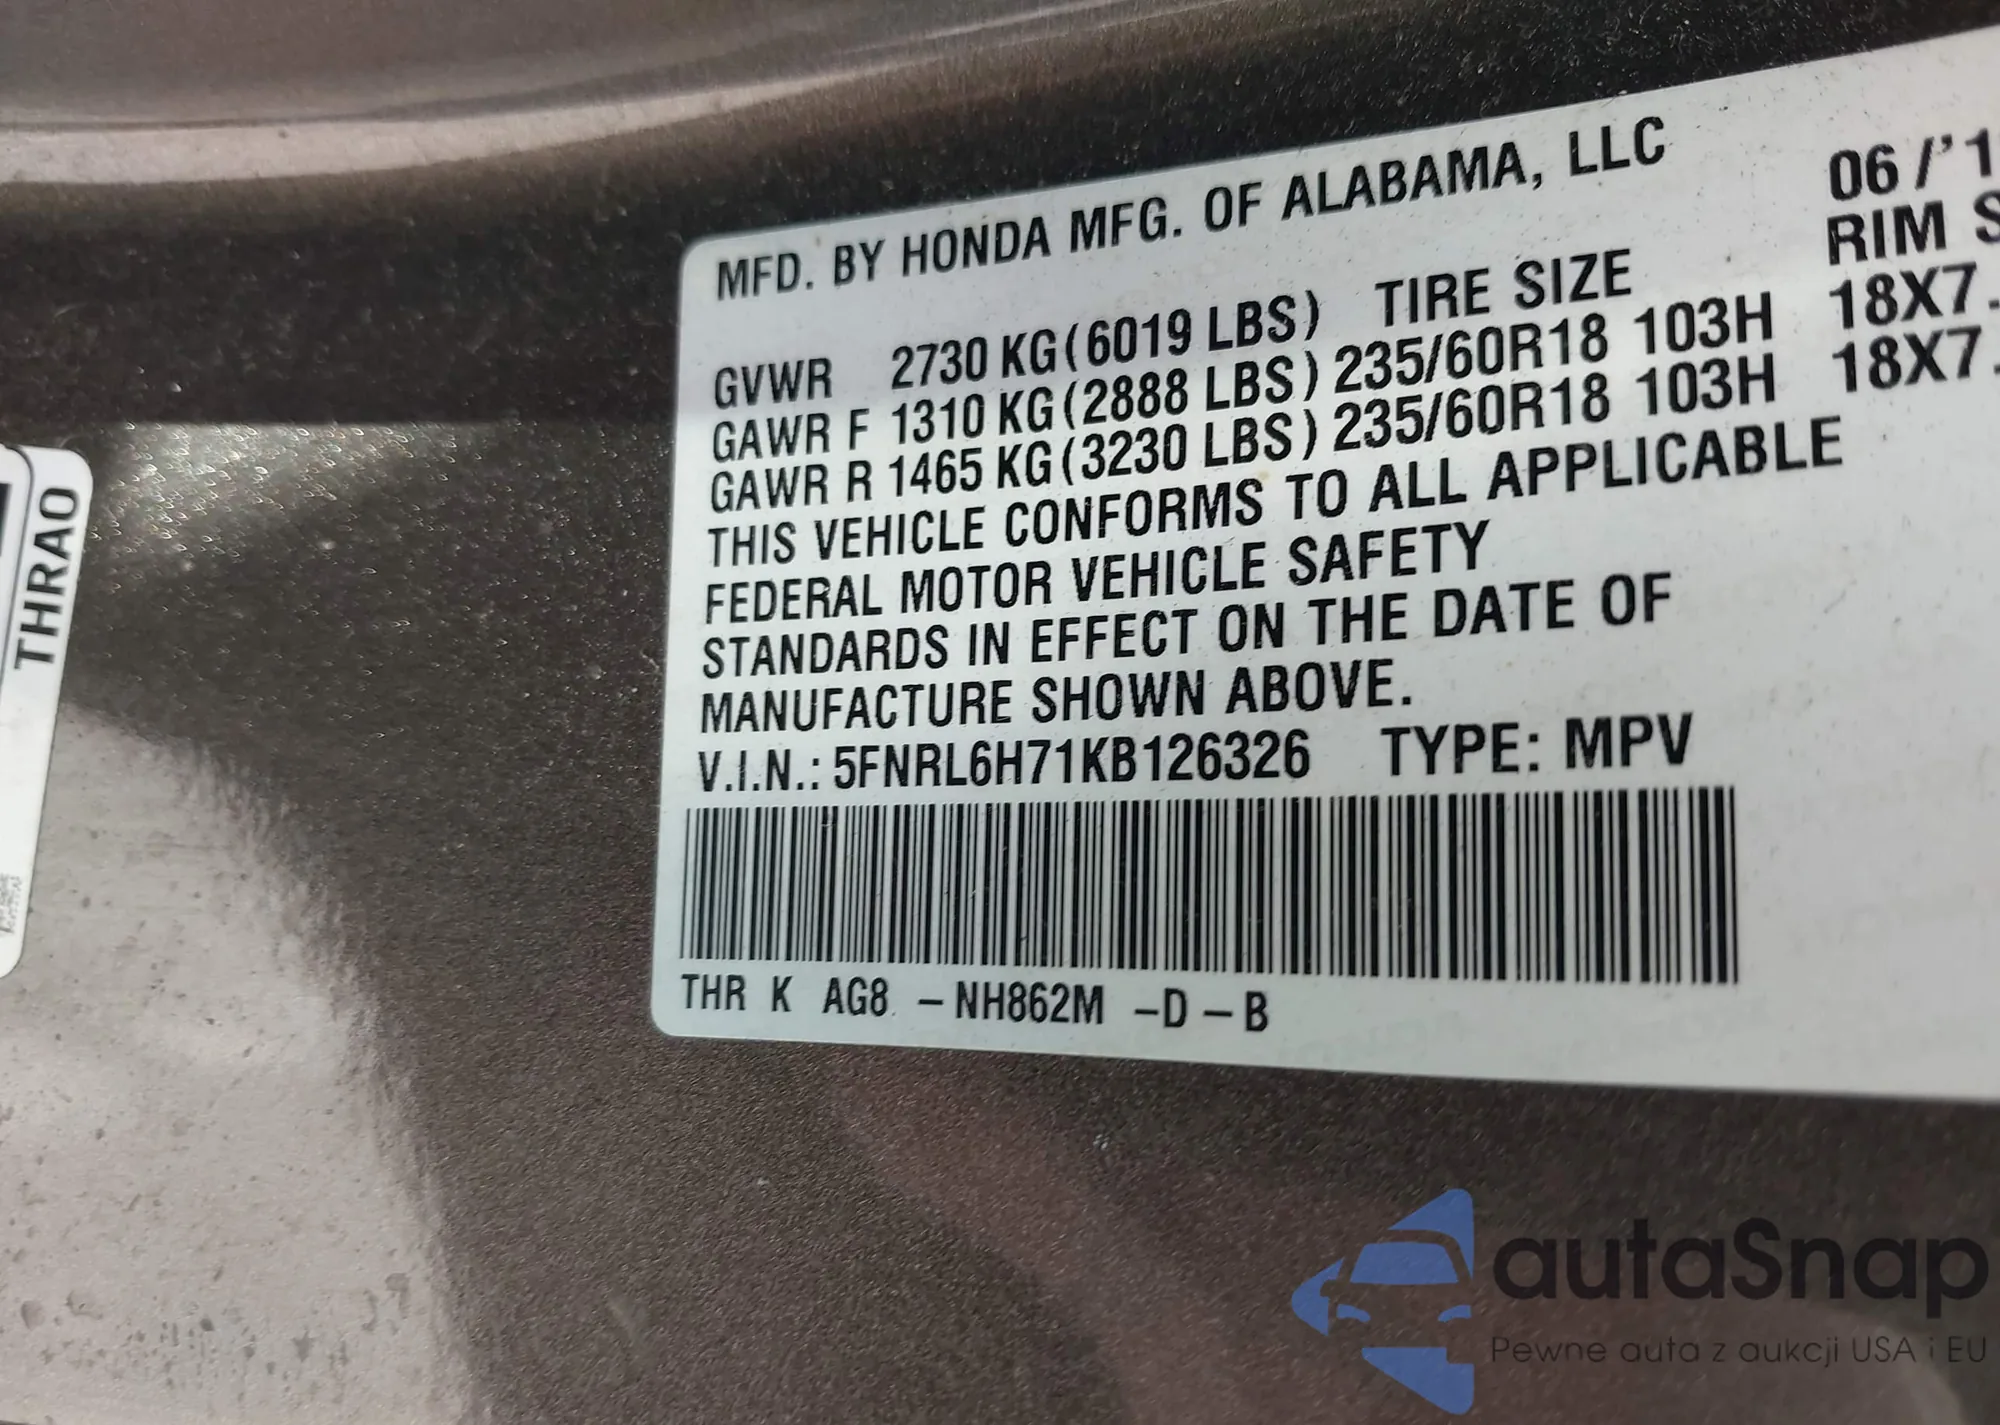 MFD. BY HONDA MFG. OF ALABAMA, LLC 06/'1
GVWR 2730 KG(6019 LBS) TIRE SIZE RIM S
GAWR F 1310 KG(2888 LBS) 235/60R18 103H 18X7.
GAWR R 1465 KG(3230 LBS) 235/60R18 103H 18X7.
THIS VEHICLE CONFORMS TO ALL APPLICABLE
FEDERAL MOTOR VEHICLE SAFETY
STANDARDS IN EFFECT ON THE DATE OF
MANUFACTURE SHOWN ABOVE.
V.I.N.: 5FNRL6H71KB126326 TYPE: MPV
THR K AG8 -NH862M -D-B
THRAO
autaSnap
Pewne auta z aukcji USA i EU